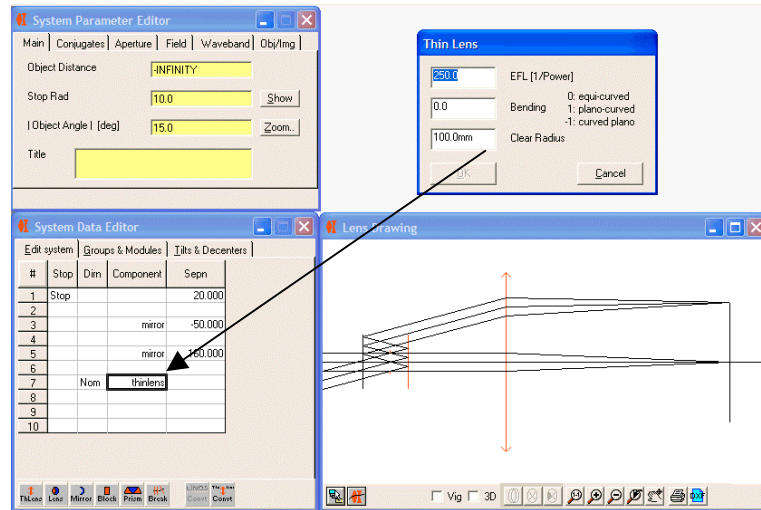 System Parameter Editor
Main Conjugates Aperture Field Waveband Obj/Img
Object Distance -INFINITY
Stop Rad 10.0 Show
| Object Angle | [deg] 15.0 Zoom..
Title
Thin Lens
250.0 EFL [1/Power]
0.0 Bending 0: equi-curved
1: plano-curved
-1: curved plano
100.0mm Clear Radius
OK Cancel
System Data Editor
Edit system Groups & Modules Tilts & Decenters
# Stop Dirn Component Sepn
1 Stop 20.000
2
3 mirror -50.000
4
5 mirror 160.000
6
7 Nom thinlens
8
9
10
ThLens Lens Mirror Block Prism Break Convt Convt
Lens Drawing
Vig 3D